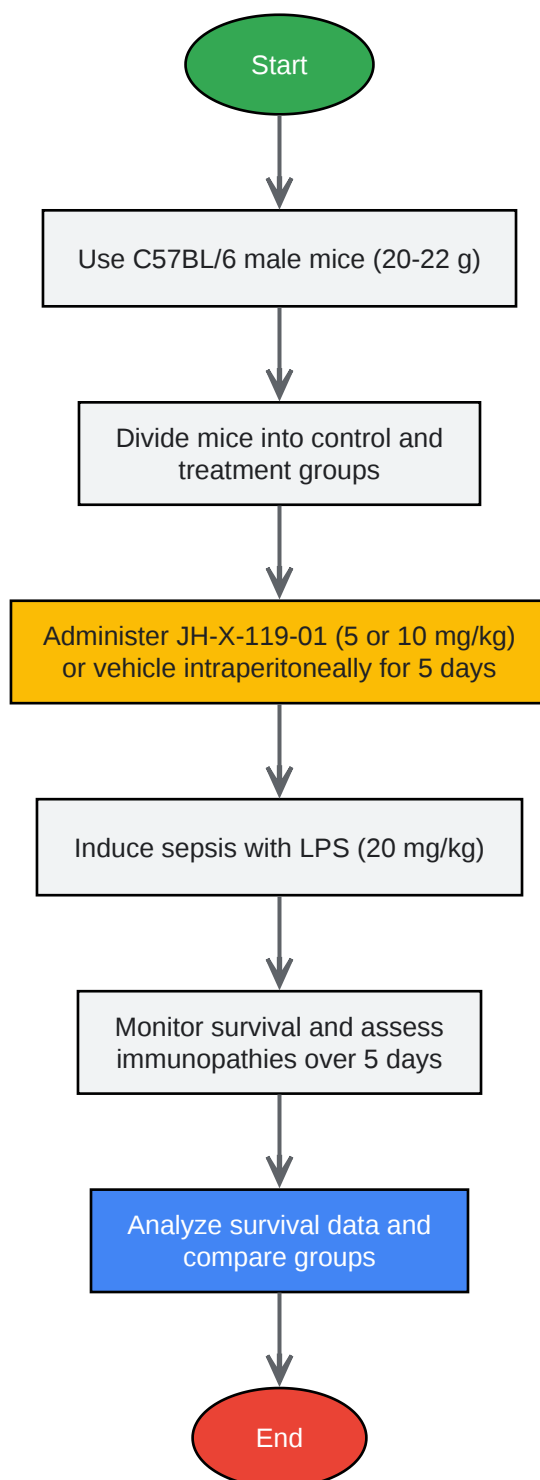 Start
Use C57BL/6 male mice (20-22 g)
Divide mice into control and
treatment groups
Administer JH-X-119-01 (5 or 10 mg/kg)
or vehicle intraperitoneally for 5 days
Induce sepsis with LPS (20 mg/kg)
Monitor survival and assess
immunopathies over 5 days
Analyze survival data and
compare groups
End